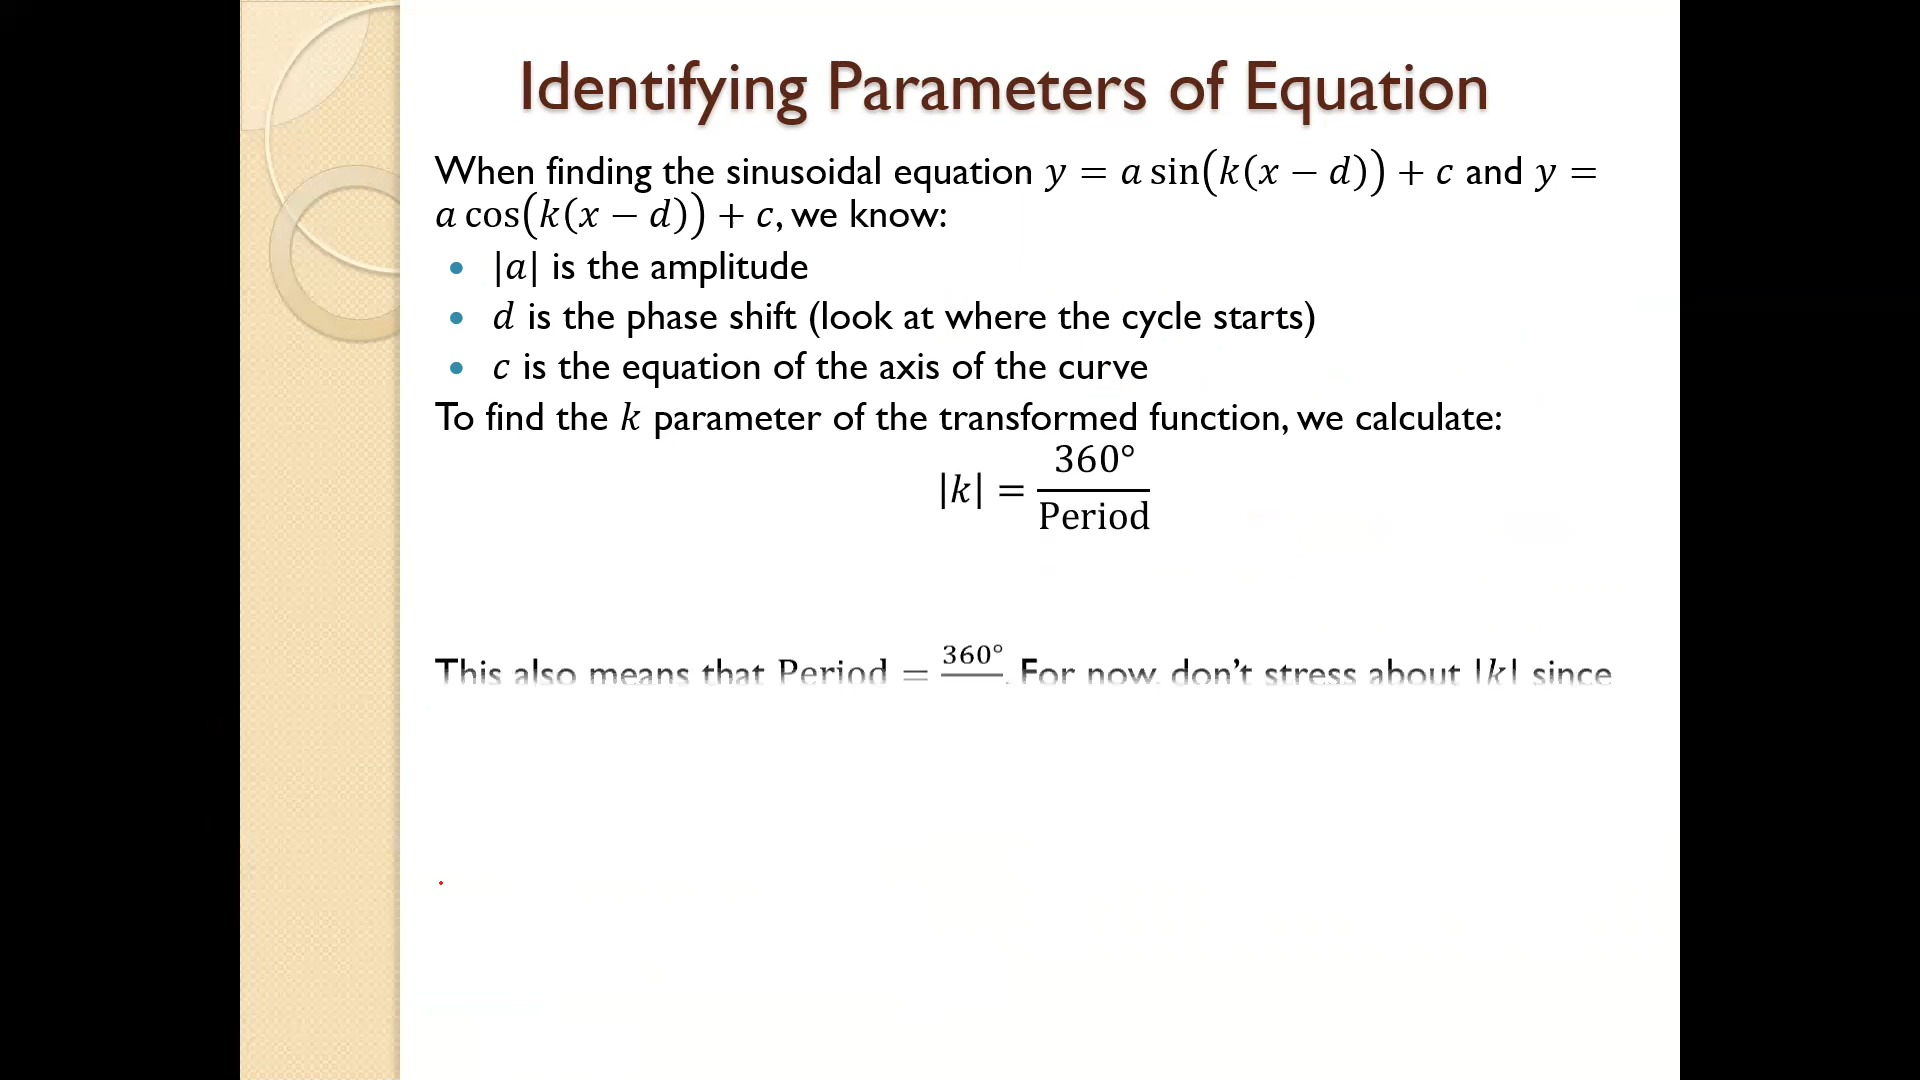 Identifying Parameters of Equation
When finding the sinusoidal equation y = a sin(k(x − d)) + c and y =
a cos(k(x − d)) + c, we know:
• |a| is the amplitude
• d is the phase shift (look at where the cycle starts)
• c is the equation of the axis of the curve
To find the k parameter of the transformed function, we calculate:
|k| = 360° / Period
This also means that Period = 360° . For now, don’t stress about |k| since